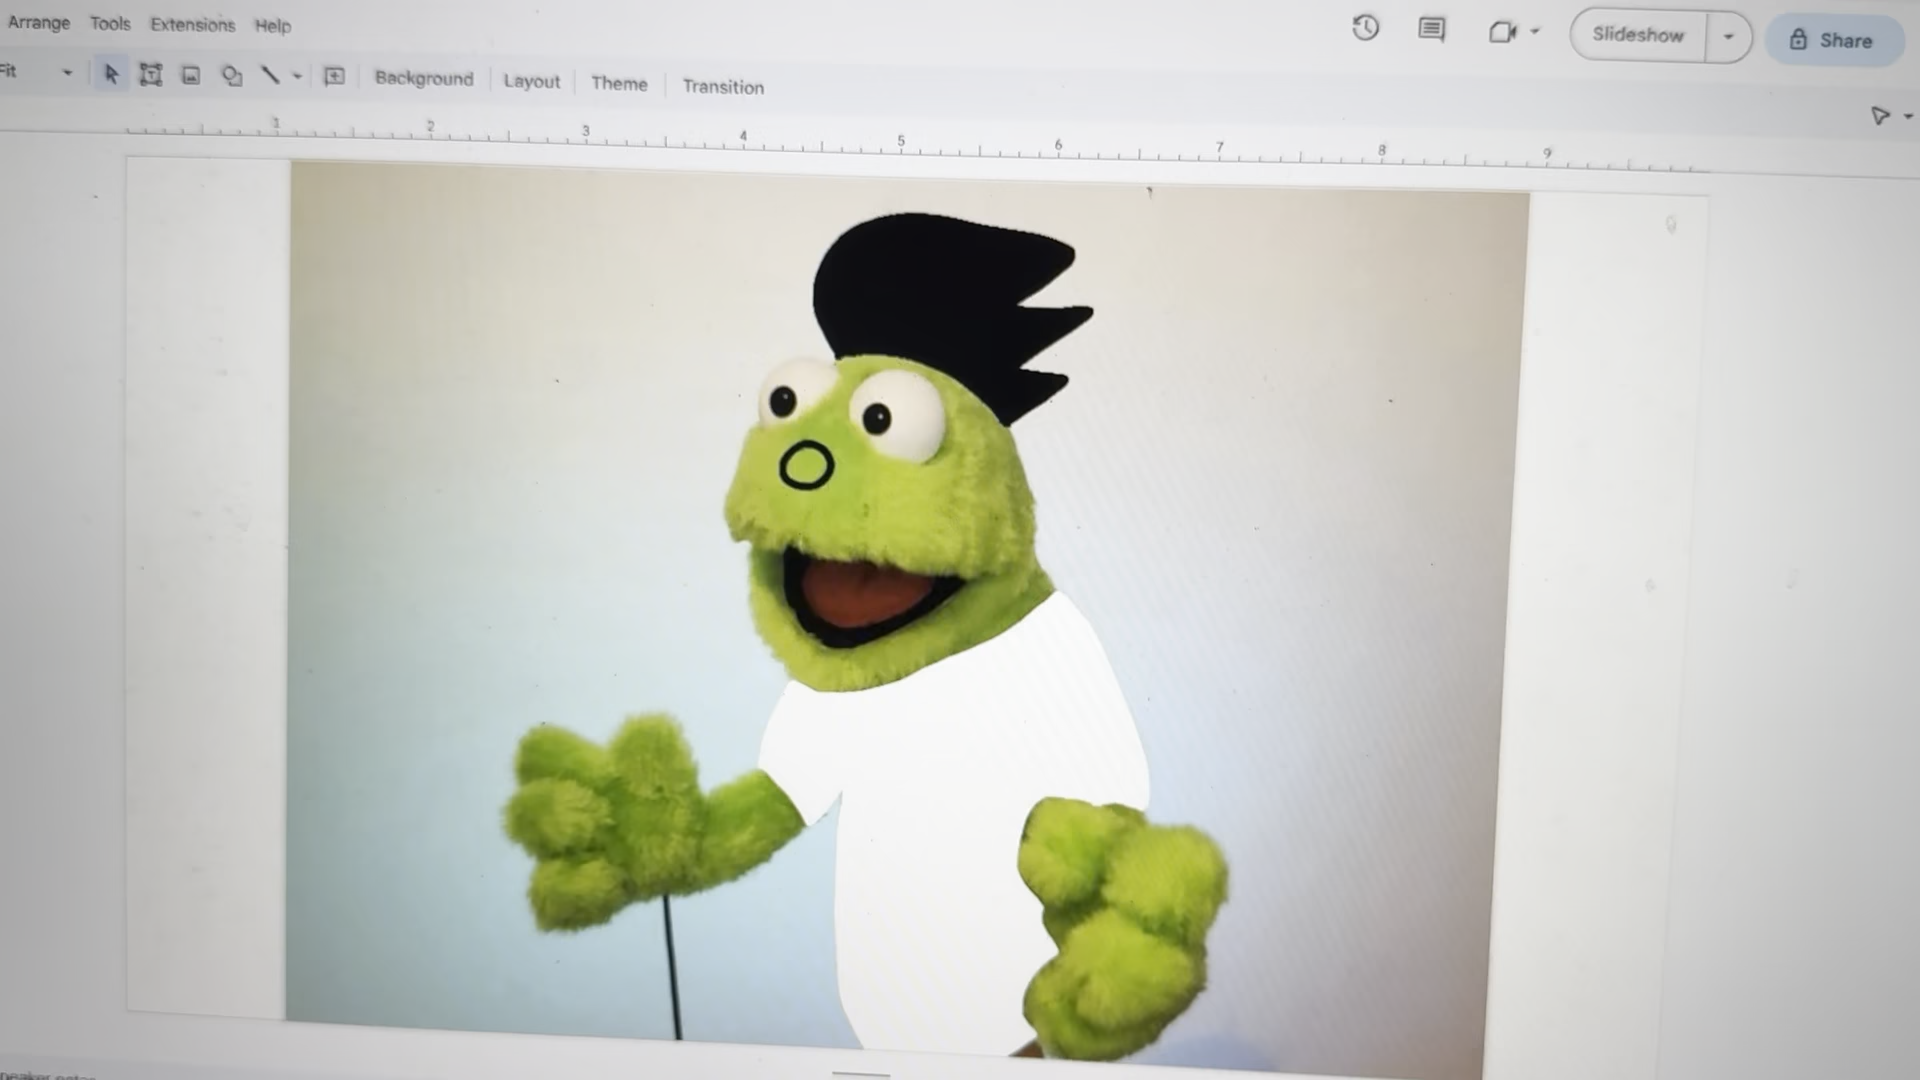 Arrange Tools Extensions Help
Slideshow Share
Fit Background Layout Theme Transition
1 2 3 4 5 6 7 8 9